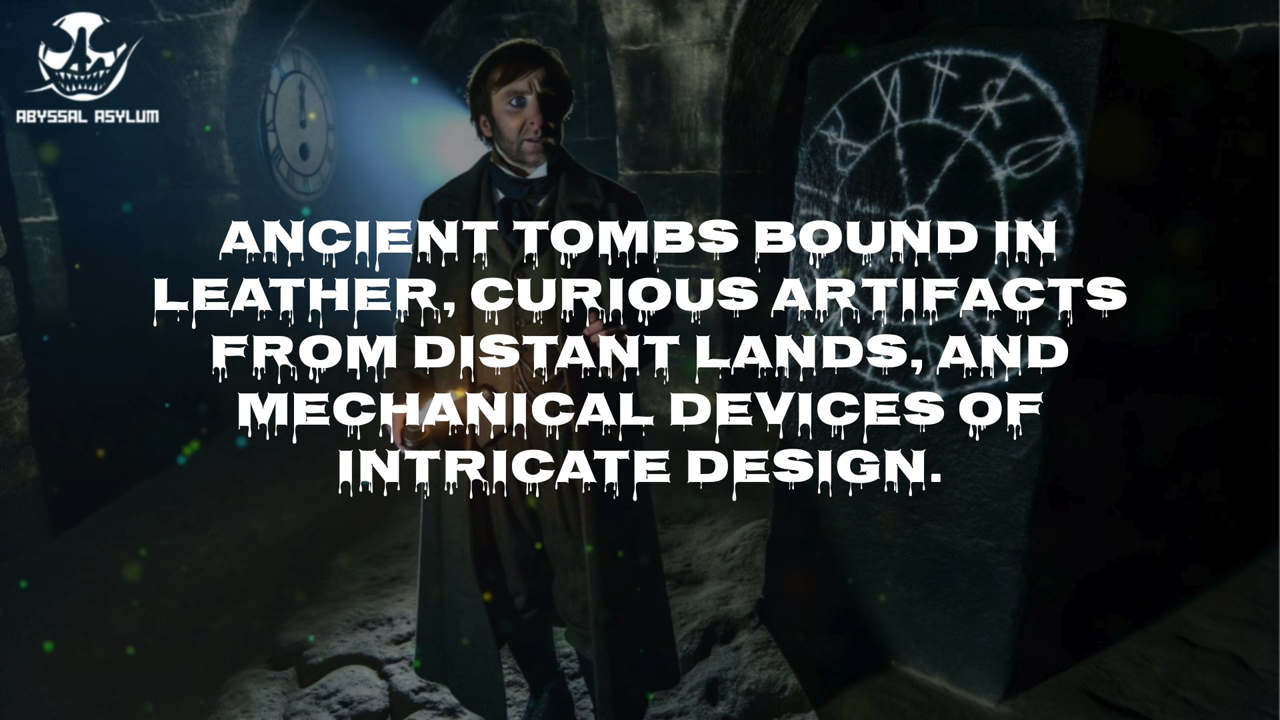 ABYSSAL ASYLUM
ANCIENT TOMBS BOUND IN
LEATHER, CURIOUS ARTIFACTS
FROM DISTANT LANDS, AND
MECHANICAL DEVICES OF
INTRICATE DESIGN.